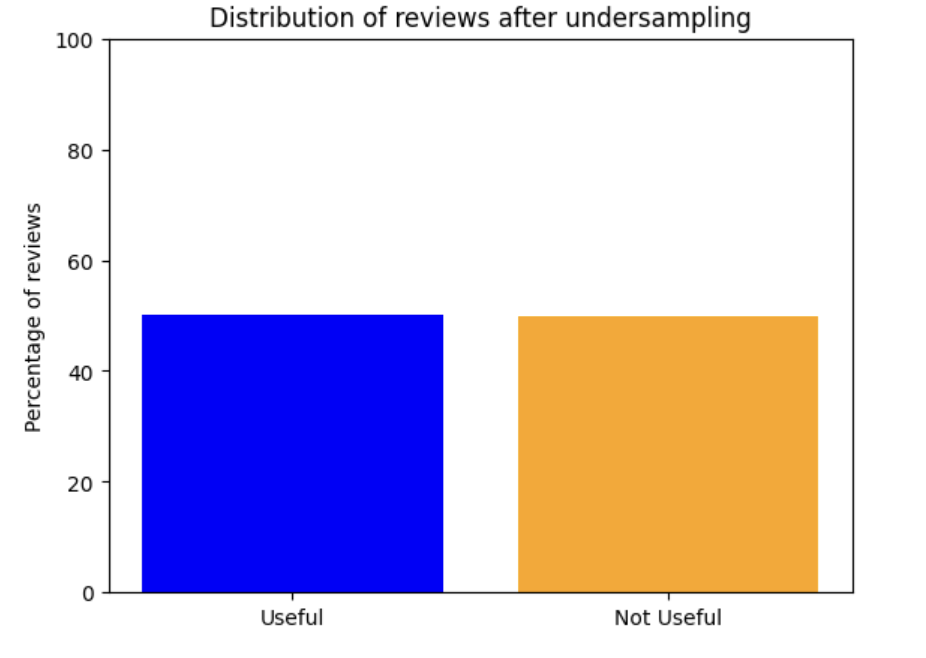 Distribution of reviews after undersampling
100
80
60
40
20
0
Percentage of reviews
Useful
Not Useful